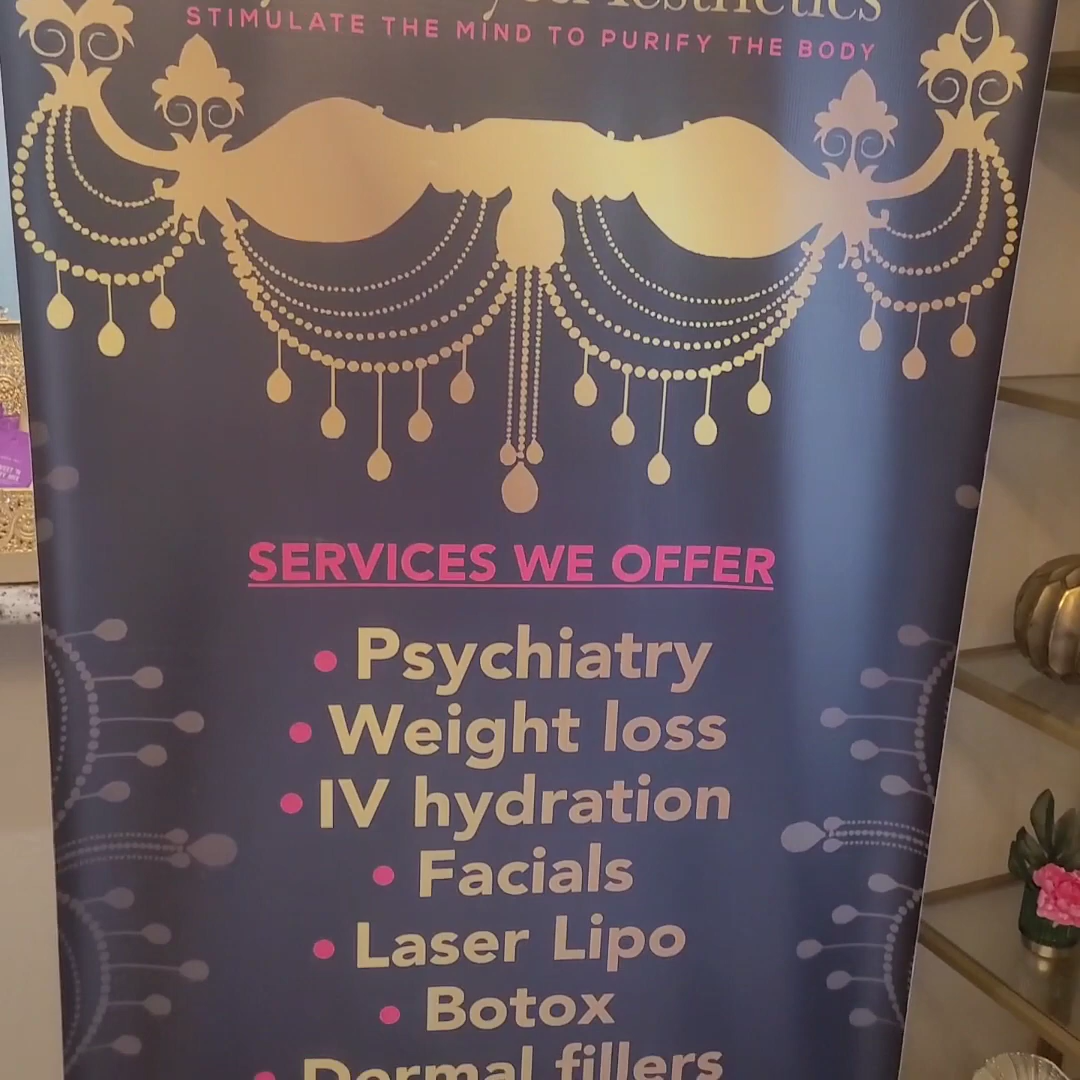 STIMULATE THE MIND TO PURIFY THE BODY
SERVICES WE OFFER
• Psychiatry
• Weight loss
• IV hydration
• Facials
• Laser Lipo
• Botox
• Dermal fillers